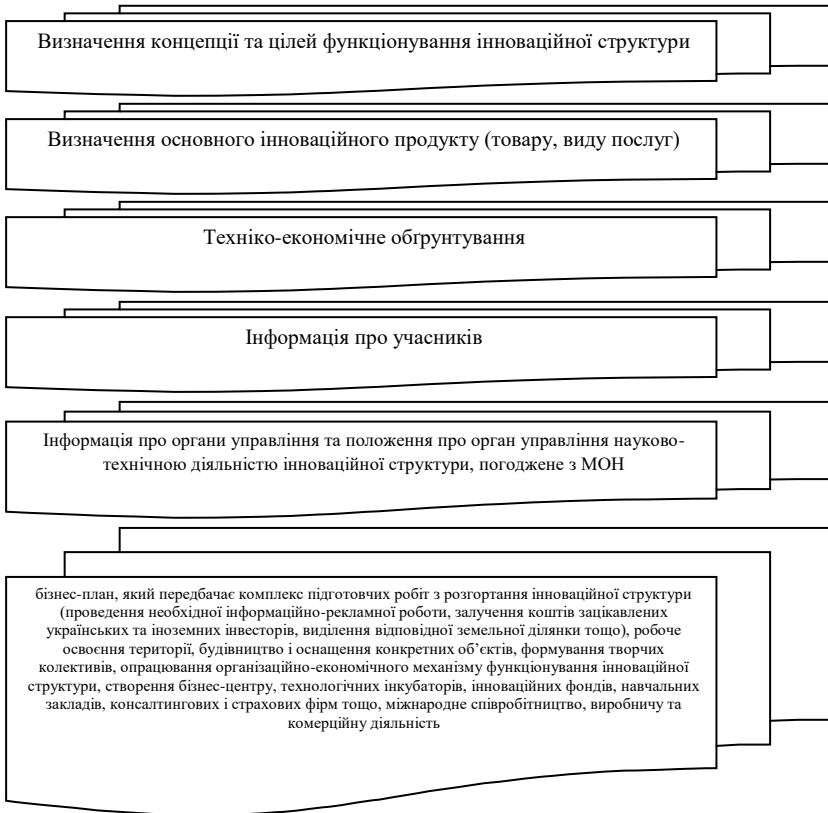 Визначення концепції та цілей функціонування інноваційної структури
Визначення основного інноваційного продукту (товару, виду послуг)
Техніко-економічне обґрунтування
Інформація про учасників
Інформація про органи управління та положення про орган управління науково-
технічною діяльністю інноваційної структури, погоджене з МОН
бізнес-план, який передбачає комплекс підготовчих робіт з розгортання інноваційної структури
(проведення необхідної інформаційно-рекламної роботи, залучення коштів зацікавлених
українських та іноземних інвесторів, виділення відповідної земельної ділянки тощо), робоче
освоєння території, будівництво і оснащення конкретних об’єктів, формування творчих
колективів, опрацювання організаційно-економічного механізму функціонування інноваційної
структури, створення бізнес-центру, технологічних інкубаторів, інноваційних фондів, навчальних
закладів, консалтингових і страхових фірм тощо, міжнародне співробітництво, виробничу та
комерційну діяльність